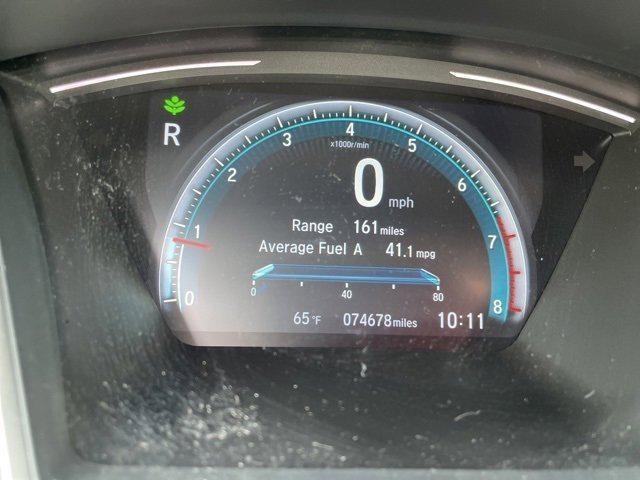 R
0 1 2 3 4 5 6 7 8
x1000r/min
0 mph
Range 161 miles
Average Fuel A 41.1 mpg
0 40 80
65°F 074678 miles 10:11